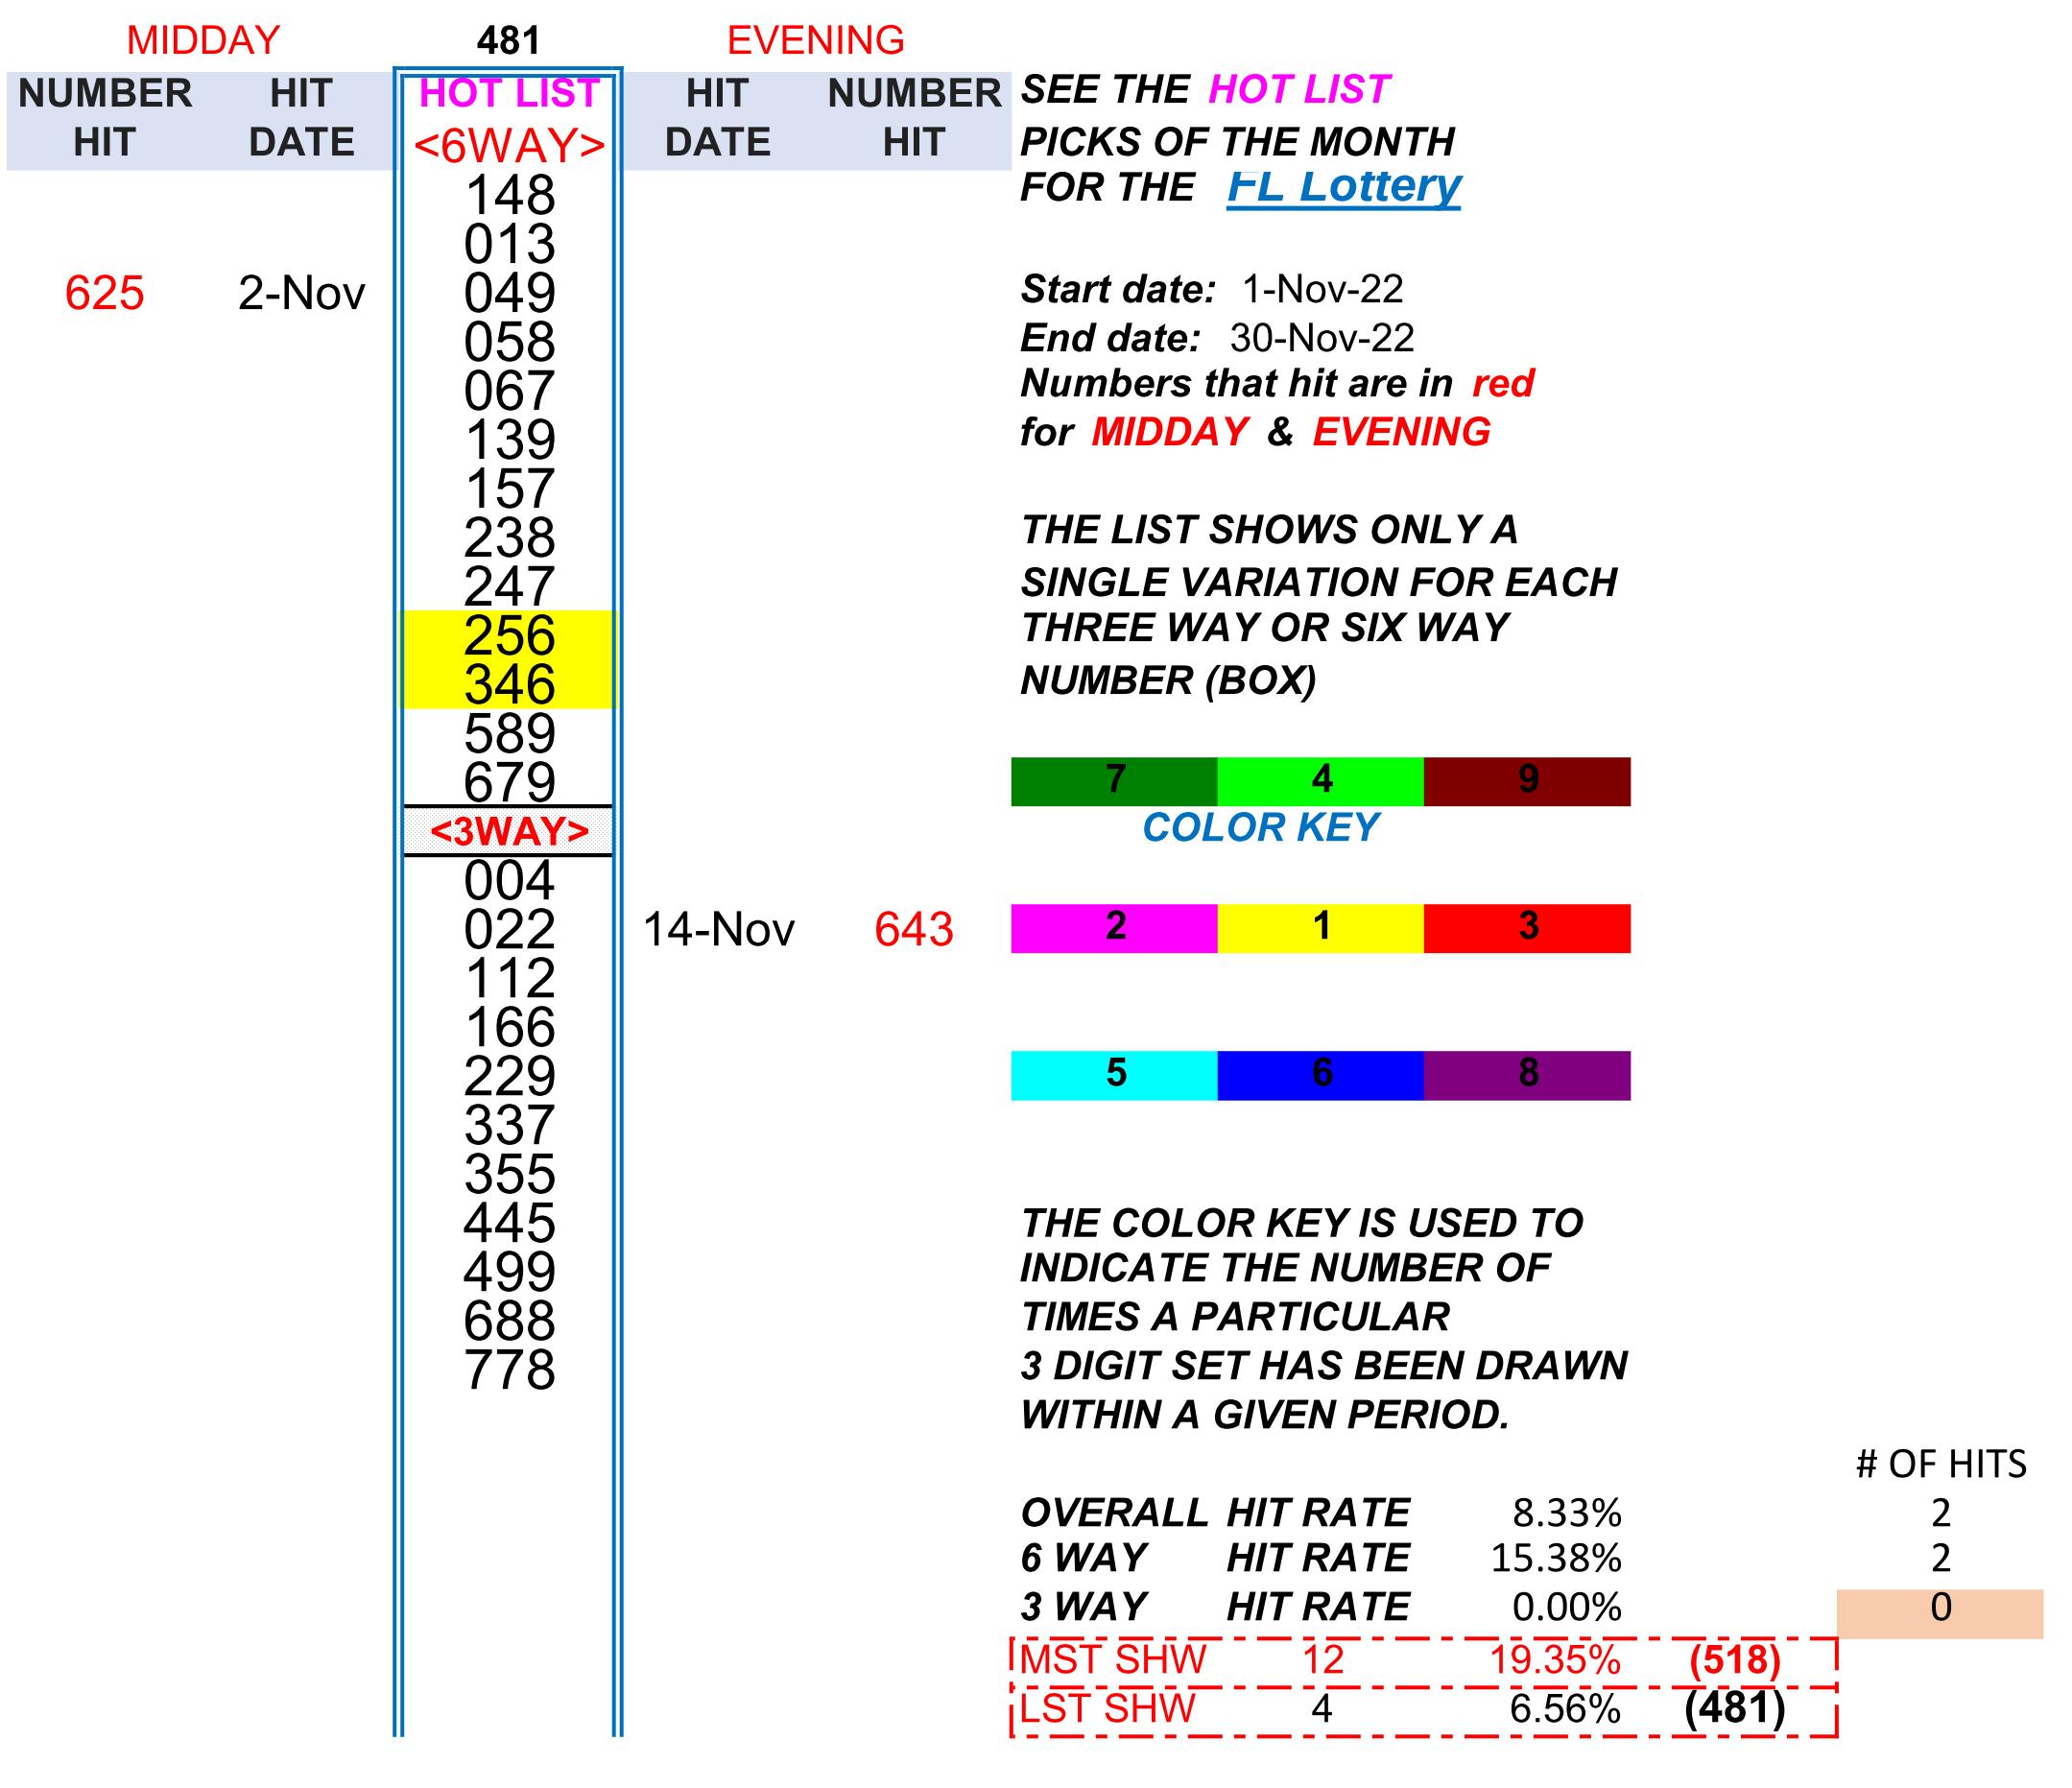 MIDDAY 481 EVENING
NUMBER HIT HOT LIST HIT NUMBER SEE THE HOT LIST
HIT DATE <6WAY> DATE HIT PICKS OF THE MONTH
148 FOR THE FL Lottery
013
625 2-Nov 049 Start date: 1-Nov-22
058 End date: 30-Nov-22
067 Numbers that hit are in red
139 for MIDDAY & EVENING
157
238 THE LIST SHOWS ONLY A
247 SINGLE VARIATION FOR EACH
256 THREE WAY OR SIX WAY
346 NUMBER (BOX)
589
679 7 4 9
<3WAY> COLOR KEY
004
022 14-Nov 643 2 1 3
112
166
229 5 6 8
337
355
445 THE COLOR KEY IS USED TO
499 INDICATE THE NUMBER OF
688 TIMES A PARTICULAR
778 3 DIGIT SET HAS BEEN DRAWN
WITHIN A GIVEN PERIOD.
# OF HITS
OVERALL HIT RATE 8.33% 2
6 WAY HIT RATE 15.38% 2
3 WAY HIT RATE 0.00% 0
MST SHW 12 19.35% (518)
LST SHW 4 6.56% (481)